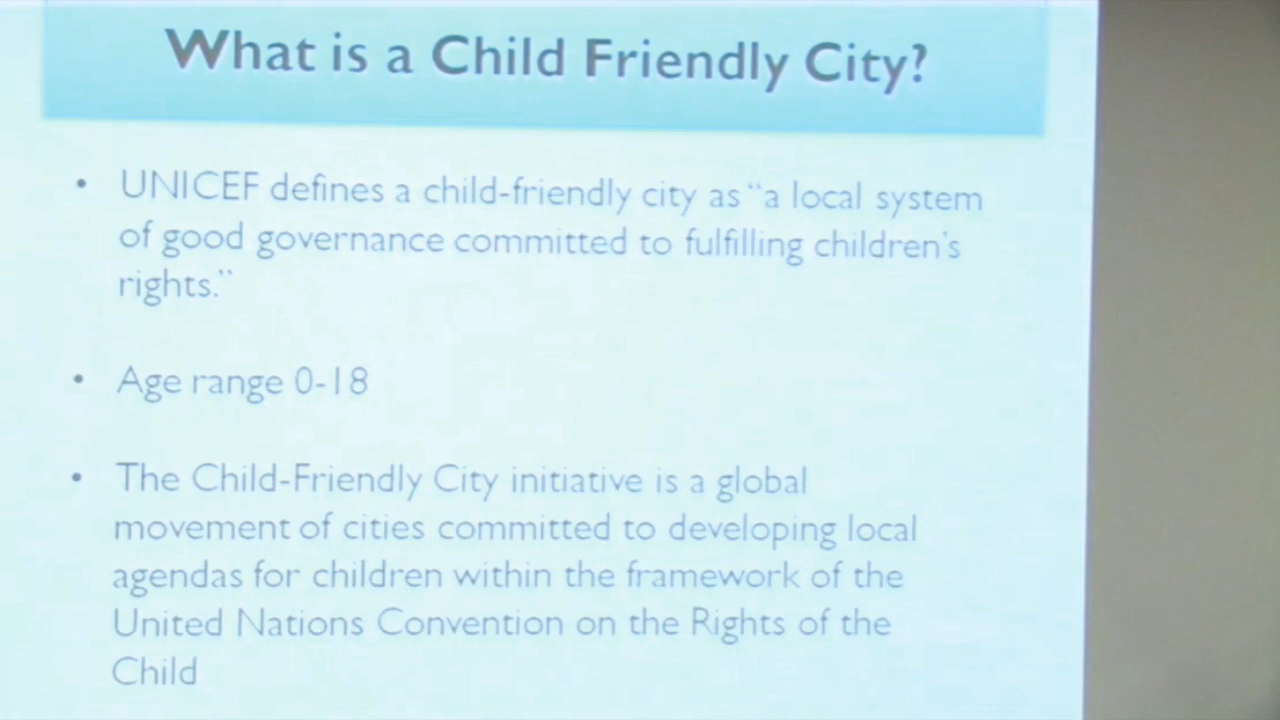 What is a Child Friendly City?
• UNICEF defines a child-friendly city as “a local system
of good governance committed to fulfilling children's
rights.”
• Age range 0-18
• The Child-Friendly City initiative is a global
movement of cities committed to developing local
agendas for children within the framework of the
United Nations Convention on the Rights of the
Child